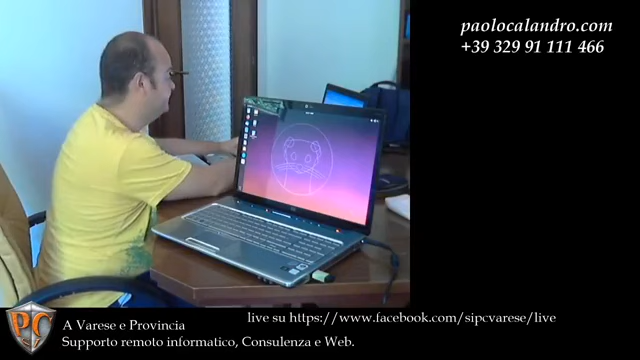 paolocalandro.com
+39 329 91 111 466
PC
A Varese e Provincia
live su https://www.facebook.com/sipcvarese/live
Supporto remoto informatico, Consulenza e Web.